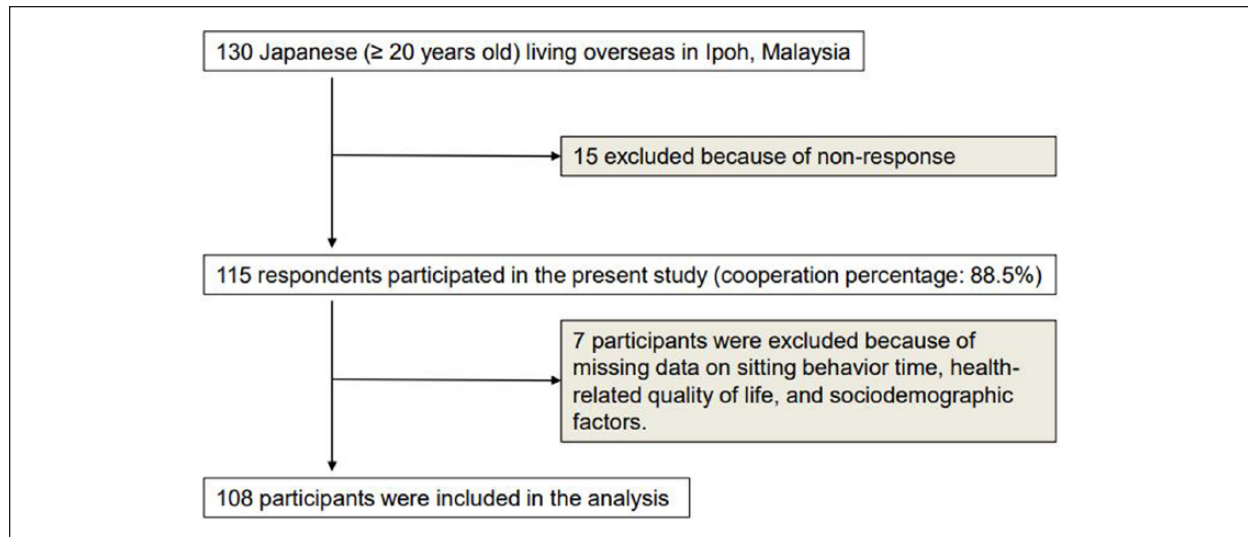 130 Japanese (≥ 20 years old) living overseas in Ipoh, Malaysia
15 excluded because of non-response
115 respondents participated in the present study (cooperation percentage: 88.5%)
7 participants were excluded because of
missing data on sitting behavior time, health-
related quality of life, and sociodemographic
factors.
108 participants were included in the analysis